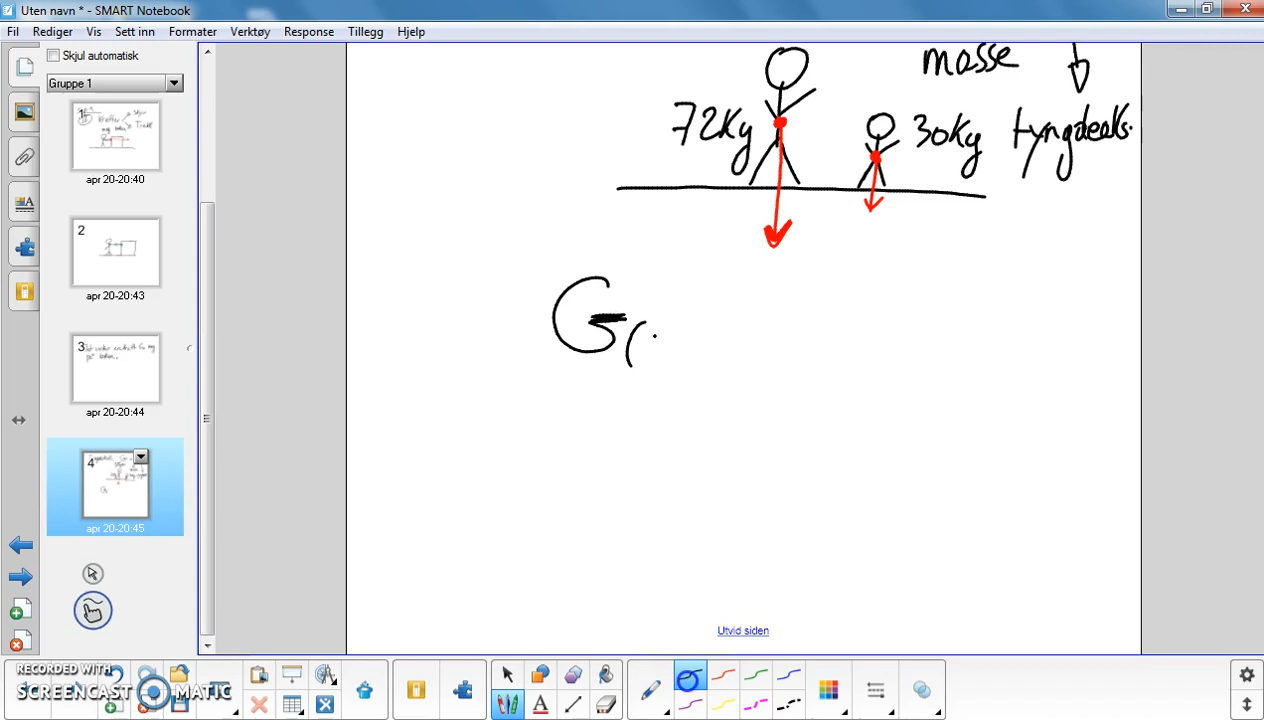 Uten navn * - SMART Notebook
Fil Rediger Vis Sett inn Formater Verktøy Response Tillegg Hjelp
Skjul automatisk
Gruppe 1
1
apr 20-20:40
2
apr 20-20:43
3
apr 20-20:44
4
apr 20-20:45
masse
72Kg
30Kg
G(
Utvid siden
RECORDED WITH
SCREENCAST MATIC